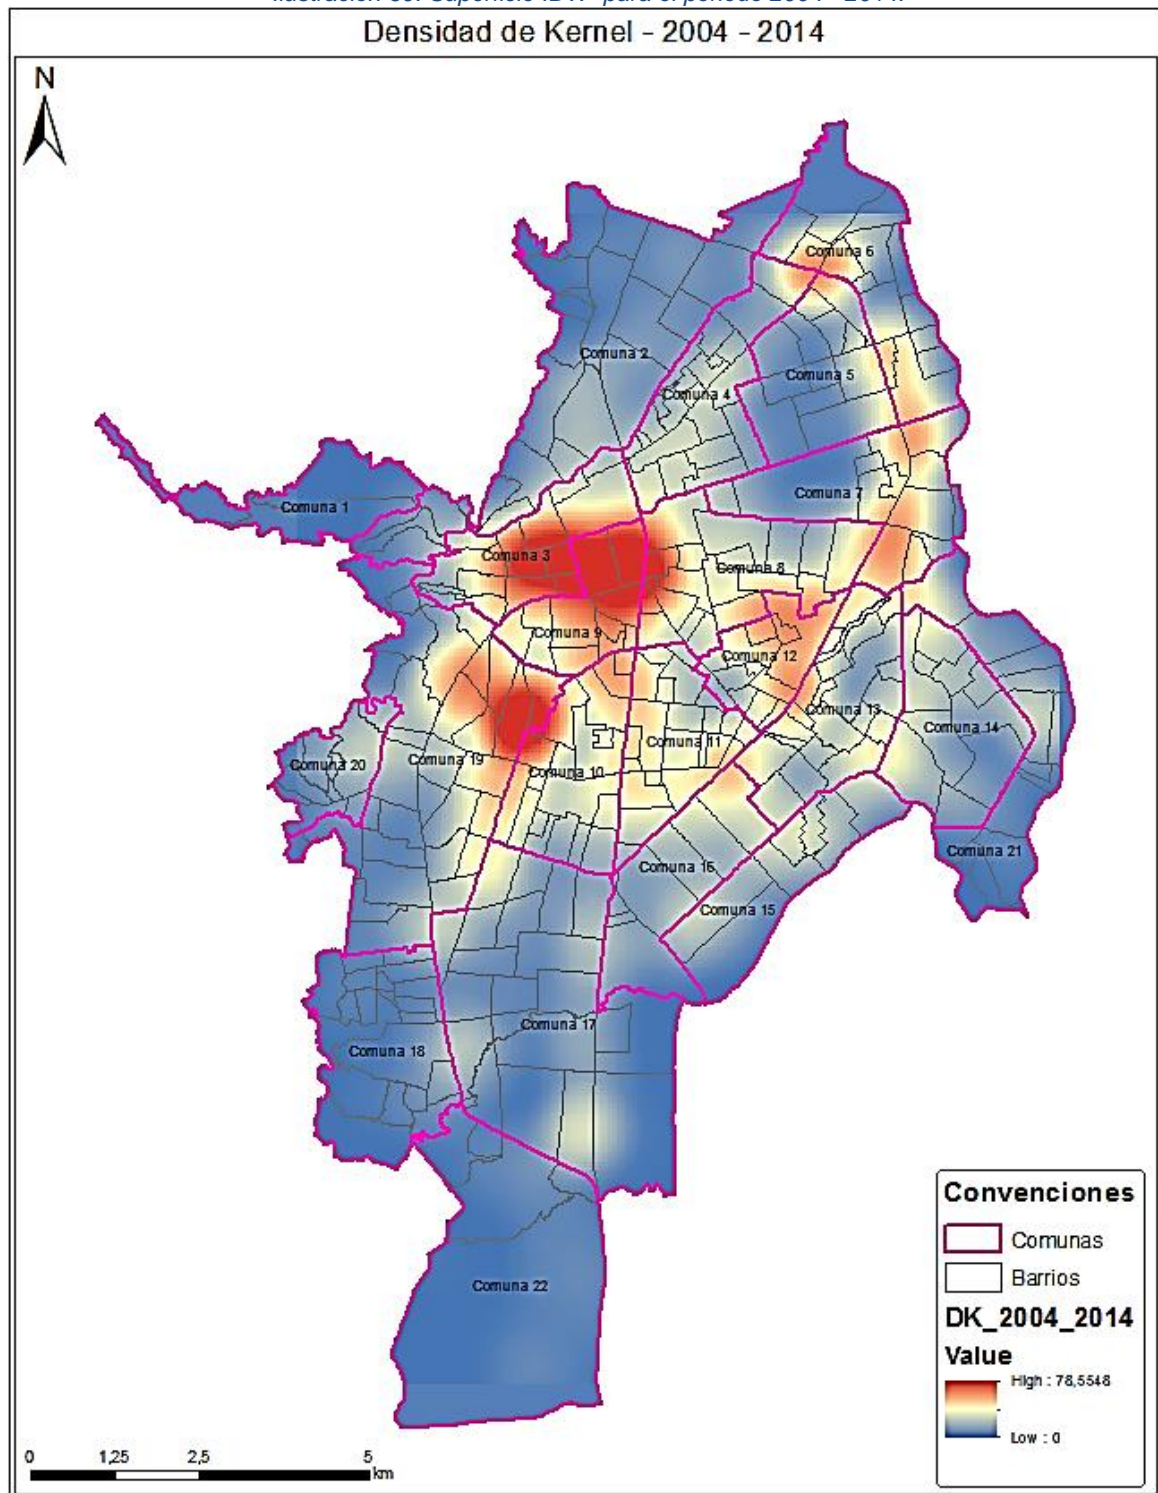 Densidad de Kernel - 2004 - 2014
N
Comuna 6
Comuna 2
Comuna 5
Comuna 4
Comuna 7
Comuna 1
Comuna 3
Comuna 8
Comuna 9
Comuna 12
Comuna 13
Comuna 14
Comuna 11
Comuna 19
Comuna 20
Comuna 10
Comuna 21
Comuna 16
Comuna 15
Comuna 17
Comuna 18
Comuna 22
Convenciones
Comunas
Barrios
DK_2004_2014
Value
High : 78,5548
Low : 0
0 1,25 2,5 5
km